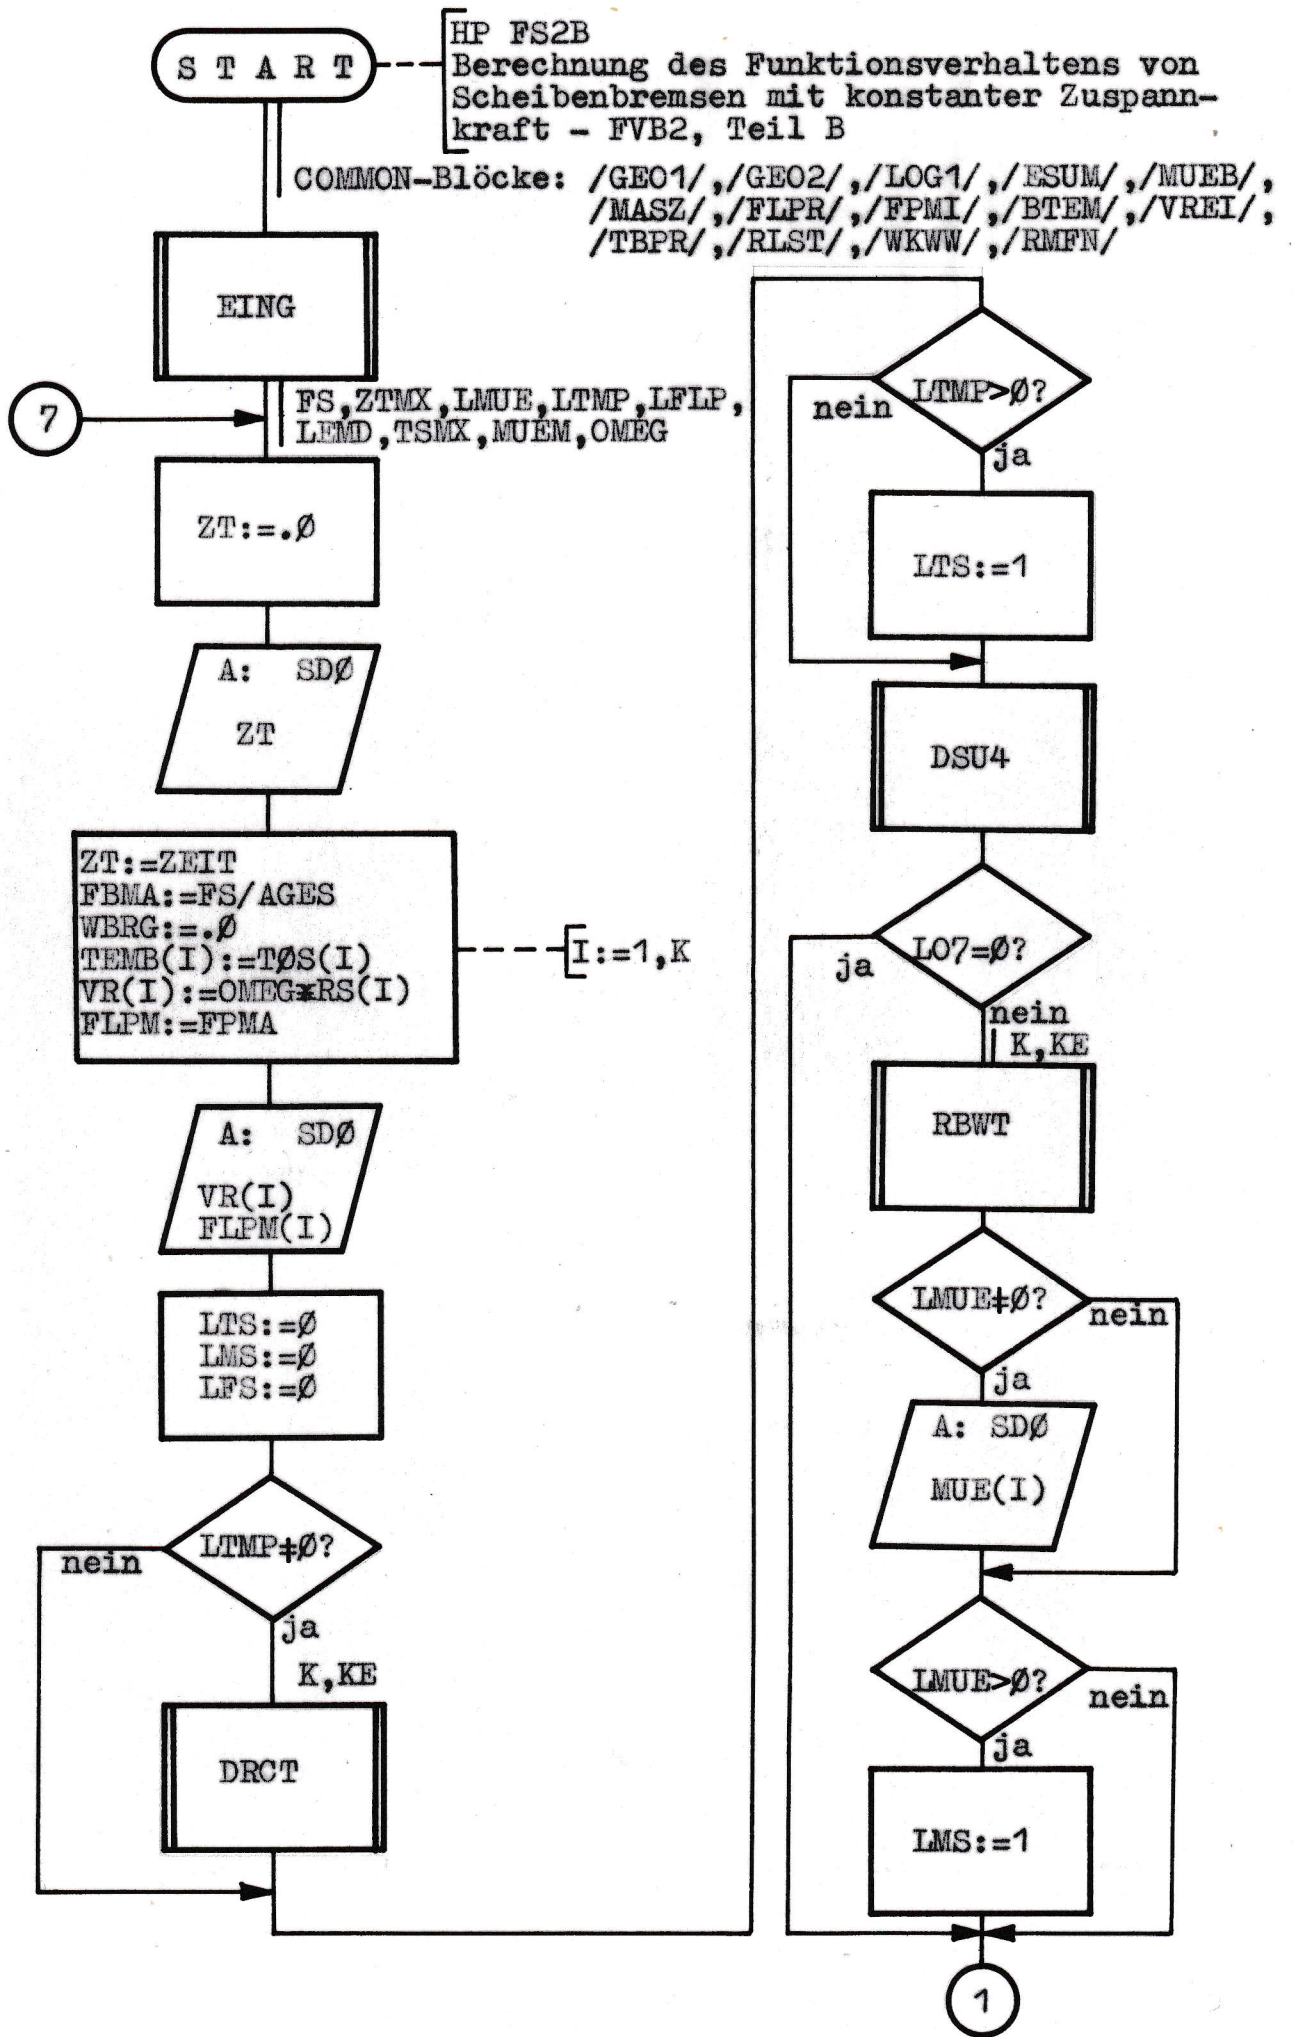 S T A R T
HP FS2B
Berechnung des Funktionsverhaltens von
Scheibenbremsen mit konstanter Zuspann-
kraft - FVB2, Teil B
COMMON-Blöcke: /GEO1/,/GEO2/,/LOG1/,/ESUM/,/MUEB/,
/MASZ/,/FLPR/,/FPMI/,/BTEM/,/VREI/,
/TBPR/,/RLST/,/WKWW/,/RMFN/
EING
7
FS,ZTMX,LMUE,LTMP,LFLP,
LEMD,TSMX,MUEM,OMEG
ZT:=.Ø
A: SDØ
ZT
ZT:=ZEIT
FBMA:=FS/AGES
WBRG:=.Ø
TEMB(I):=TØS(I)
VR(I):=OMEG*RS(I)
FLPM:=FPMA
I:=1,K
A: SDØ
VR(I)
FLPM(I)
LTS:=Ø
LMS:=Ø
LFS:=Ø
LTMP≠Ø?
nein
ja
K,KE
DRCT
LTMP>Ø?
nein
ja
LTS:=1
DSU4
LO7=Ø?
ja
nein
K,KE
RBWT
LMUE≠Ø?
nein
ja
A: SDØ
MUE(I)
LMUE>Ø?
nein
ja
LMS:=1
1